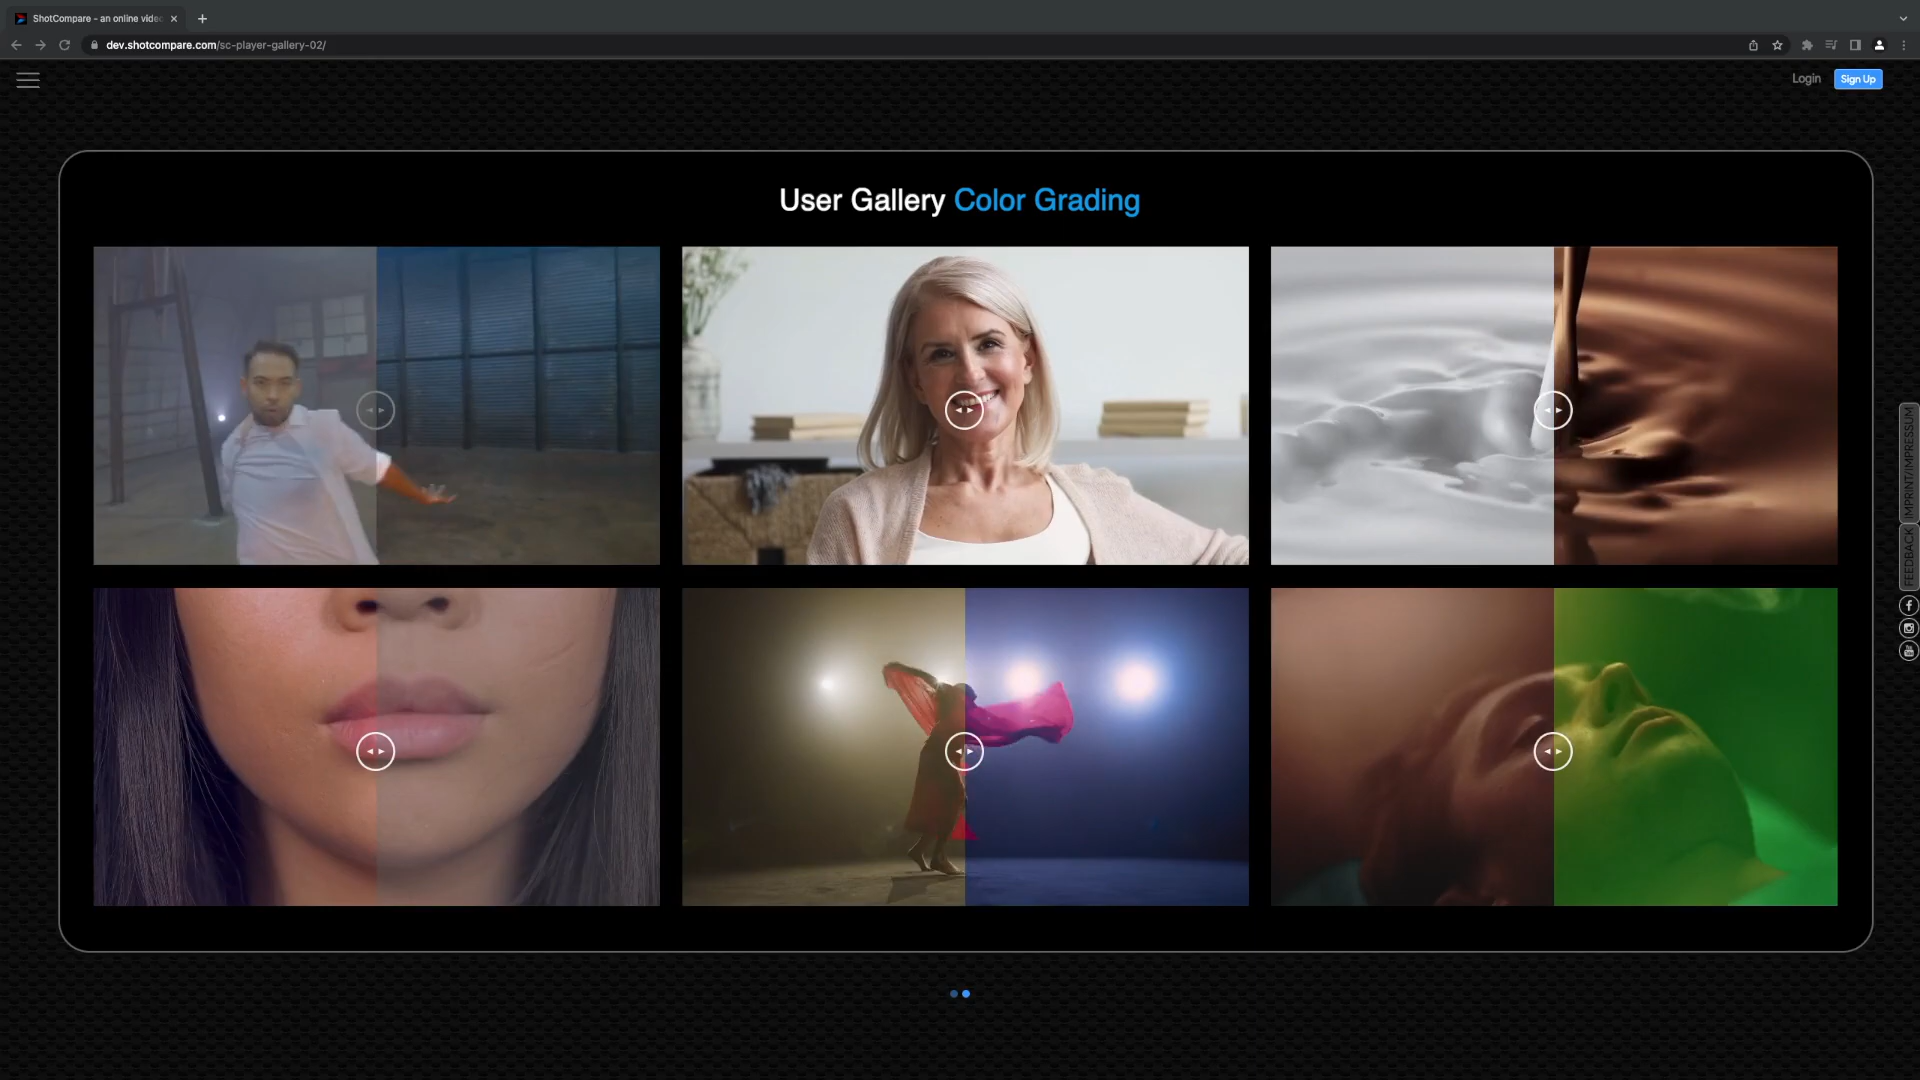 ShotCompare - an online vide
dev.shotcompare.com/sc-player-gallery-02/
Login
Sign Up
User Gallery Color Grading
IMPRINT/IMPRESSUM
FEEDBACK